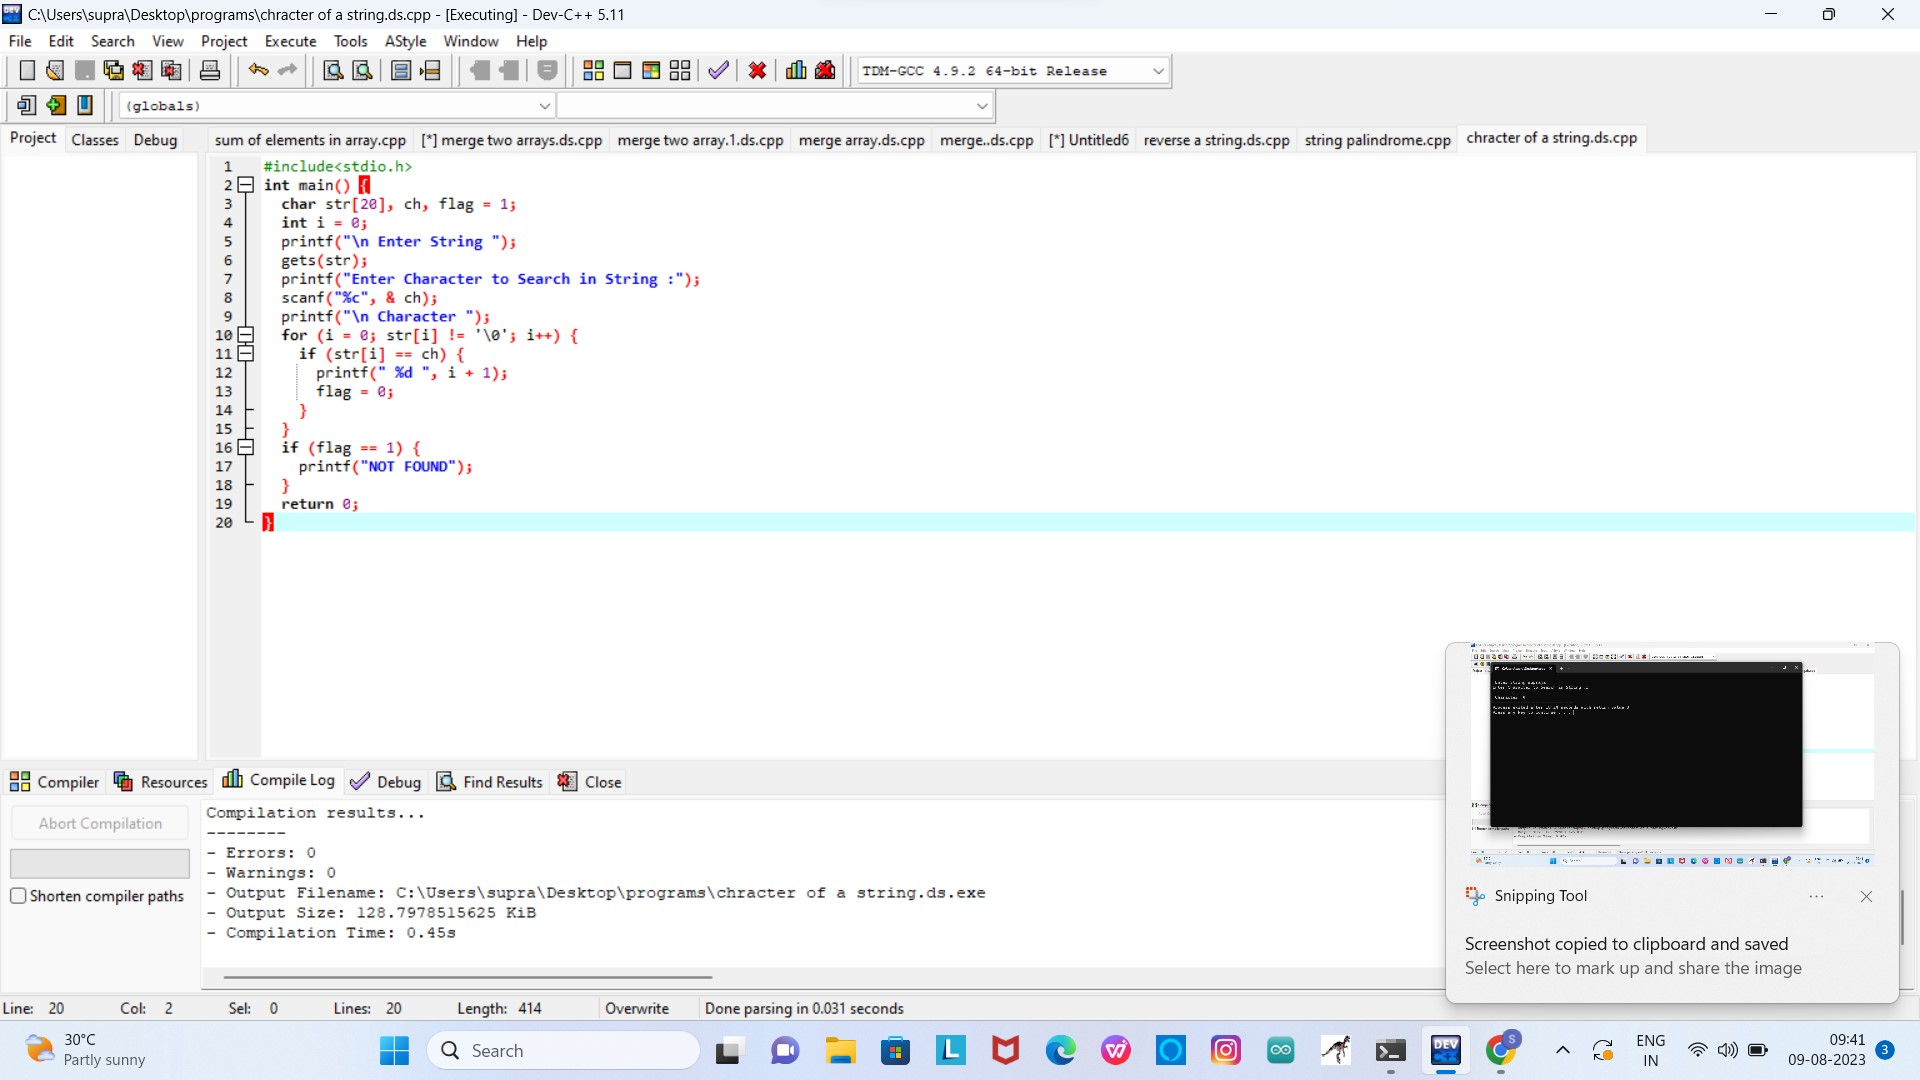 C:\Users\supra\Desktop\programs\chracter of a string.ds.cpp - [Executing] - Dev-C++ 5.11
File Edit Search View Project Execute Tools AStyle Window Help
TDM-GCC 4.9.2 64-bit Release
(globals)
Project Classes Debug sum of elements in array.cpp [*] merge two arrays.ds.cpp merge two array.1.ds.cpp merge array.ds.cpp merge..ds.cpp [*] Untitled6 reverse a string.ds.cpp string palindrome.cpp chracter of a string.ds.cpp
1 #include<stdio.h>
2 int main() {
3 char str[20], ch, flag = 1;
4 int i = 0;
5 printf("\n Enter String ");
6 gets(str);
7 printf("Enter Character to Search in String :");
8 scanf("%c", & ch);
9 printf("\n Character ");
10 for (i = 0; str[i] != '\0'; i++) {
11 if (str[i] == ch) {
12 printf(" %d ", i + 1);
13 flag = 0;
14 }
15 }
16 if (flag == 1) {
17 printf("NOT FOUND");
18 }
19 return 0;
20 }
Compiler Resources Compile Log Debug Find Results Close
Abort Compilation
Shorten compiler paths
Compilation results...
--------
- Errors: 0
- Warnings: 0
- Output Filename: C:\Users\supra\Desktop\programs\chracter of a string.ds.exe
- Output Size: 128.7978515625 KiB
- Compilation Time: 0.45s
Snipping Tool
Screenshot copied to clipboard and saved
Select here to mark up and share the image
Line: 20 Col: 2 Sel: 0 Lines: 20 Length: 414 Overwrite Done parsing in 0.031 seconds
30°C
Partly sunny
Search
ENG
IN
09:41
09-08-2023
3